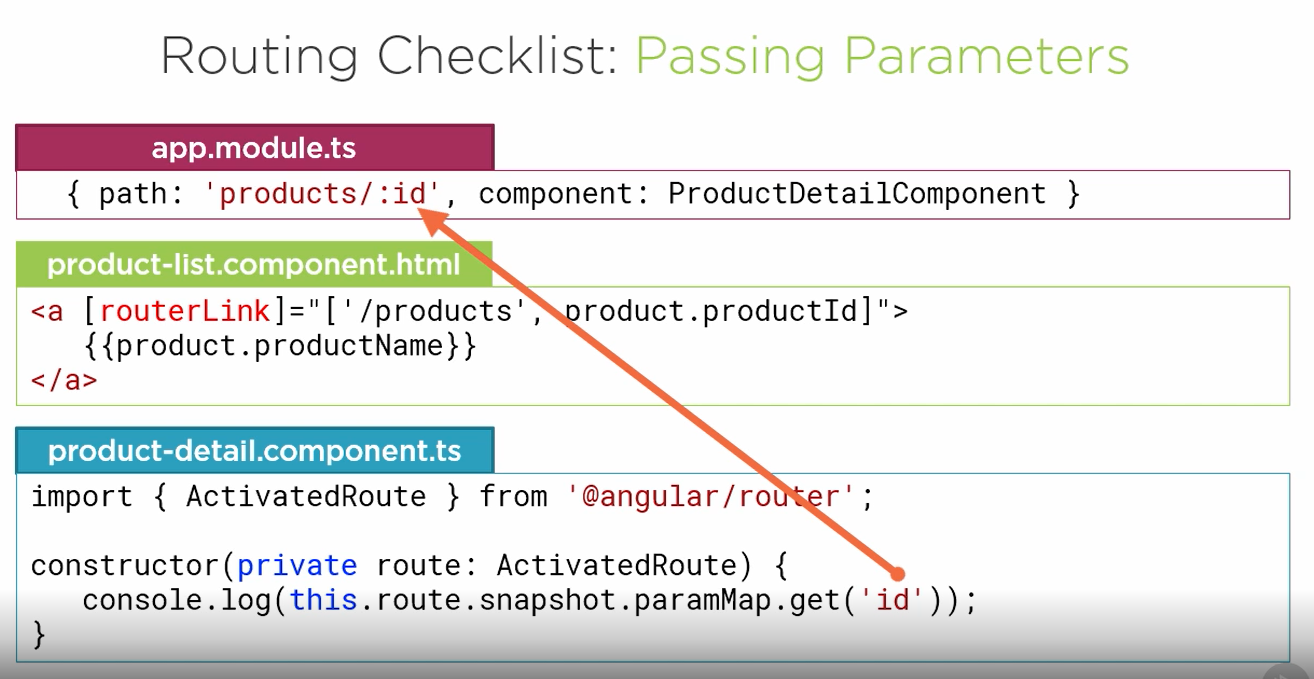 Routing Checklist: Passing Parameters
app.module.ts
{ path: 'products/:id', component: ProductDetailComponent }
product-list.component.html
<a [routerLink]="['/products', product.productId]">
{{product.productName}}
</a>
product-detail.component.ts
import { ActivatedRoute } from '@angular/router';
constructor(private route: ActivatedRoute) {
console.log(this.route.snapshot.paramMap.get('id'));
}